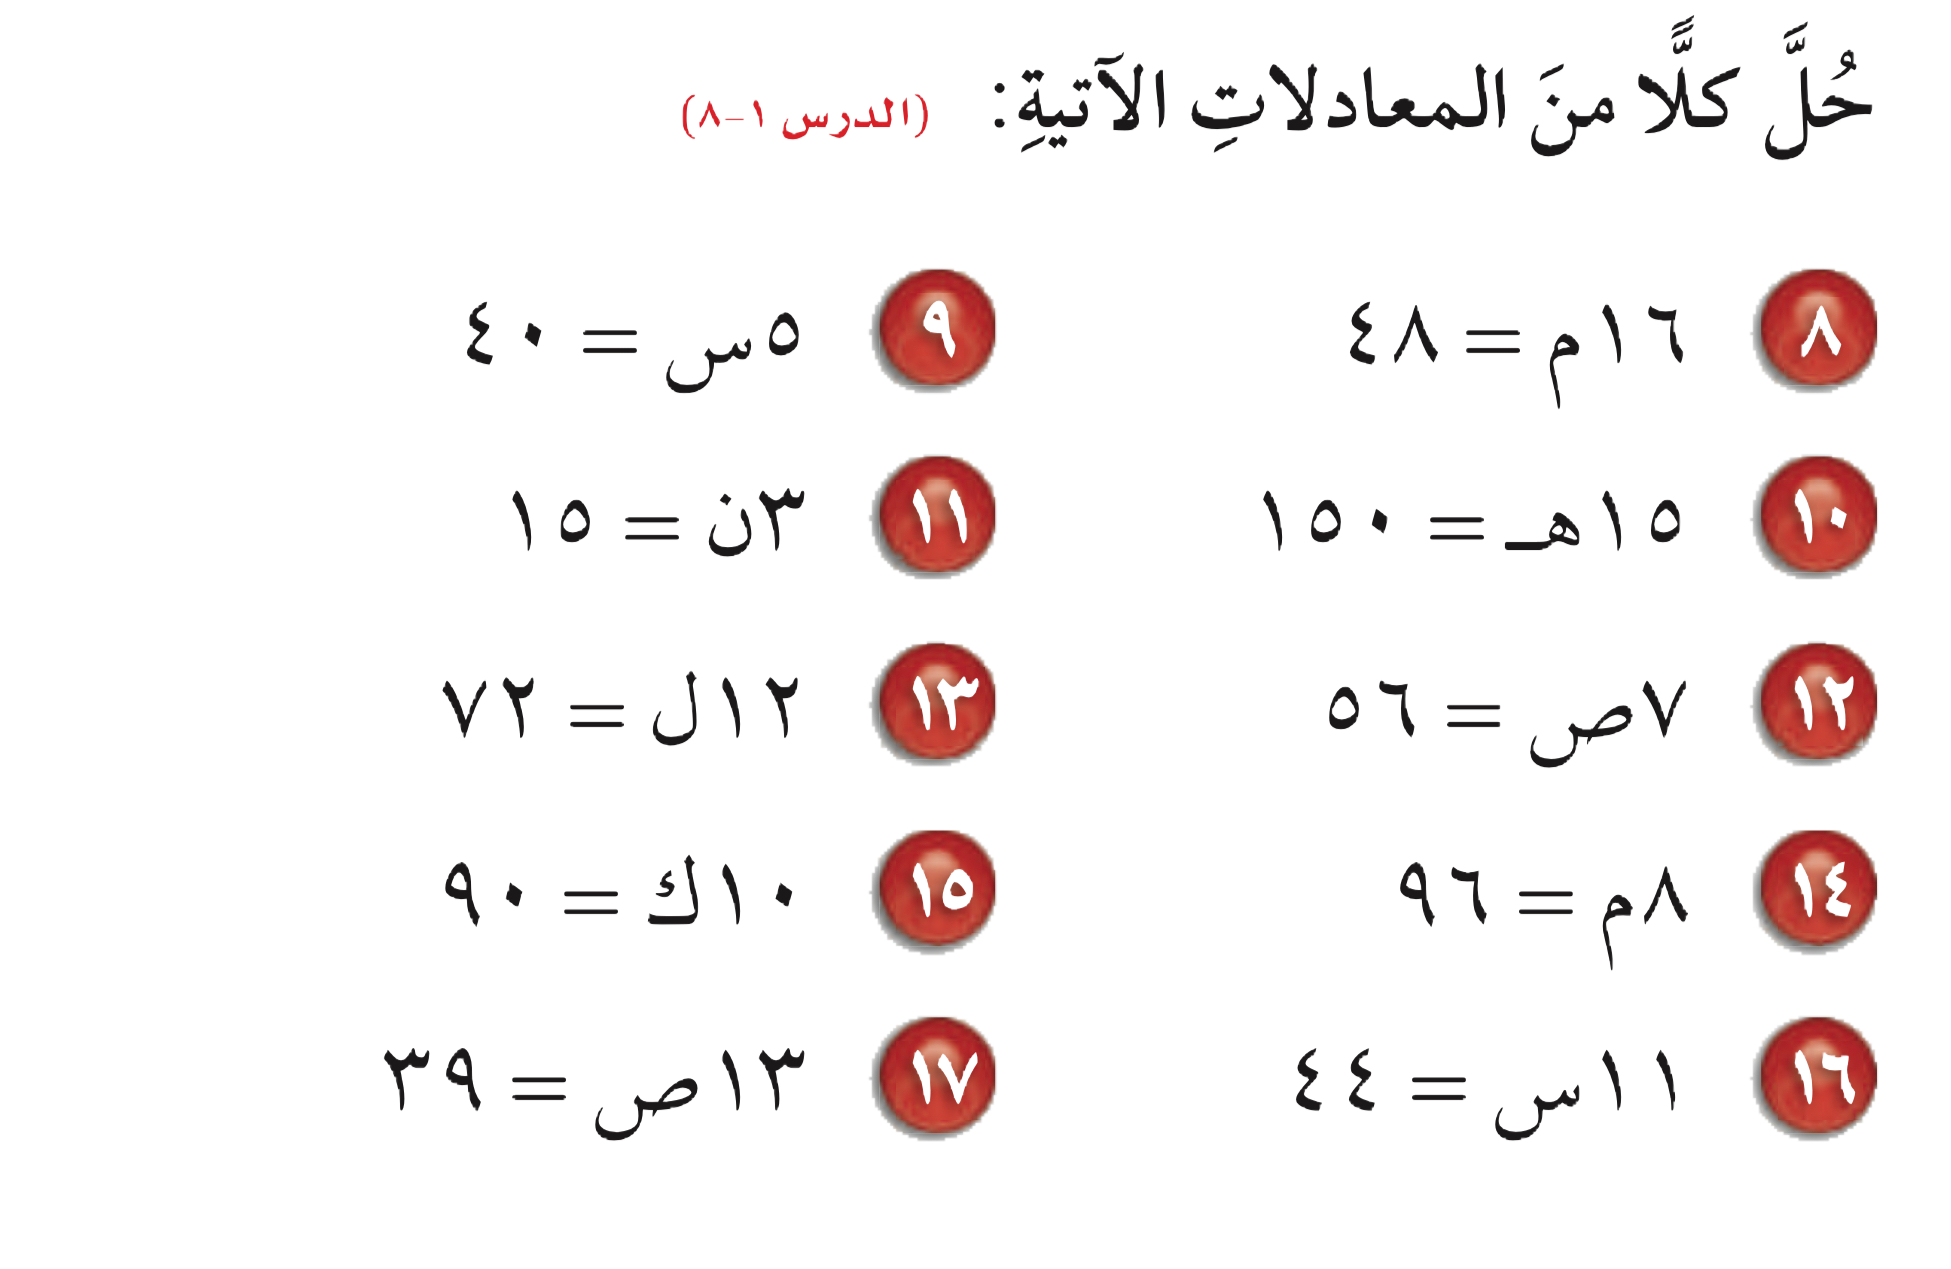 حُلَّ كلًّا منَ المعادلاتِ الآتيةِ: (الدرس ١-٨)
٨ ١٦م = ٤٨ ٩ ٥س = ٤٠
١٠ ١٥هـ = ١٥٠ ١١ ٣ن = ١٥
١٢ ٧ص = ٥٦ ١٣ ١٢ل = ٧٢
١٤ ٨م = ٩٦ ١٥ ١٠ك = ٩٠
١٦ ١١س = ٤٤ ١٧ ١٣ص = ٣٩